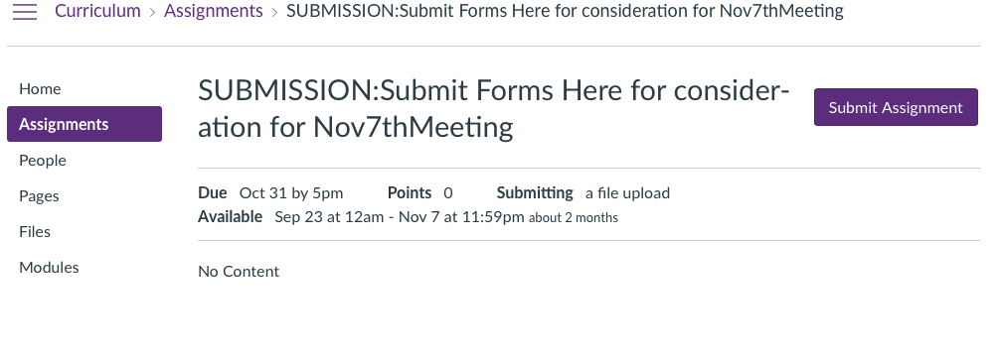 Curriculum > Assignments > SUBMISSION:Submit Forms Here for consideration for Nov7thMeeting
Home
Assignments
People
Pages
Files
Modules
SUBMISSION:Submit Forms Here for consider-
ation for Nov7thMeeting
Submit Assignment
Due Oct 31 by 5pm Points 0 Submitting a file upload
Available Sep 23 at 12am - Nov 7 at 11:59pm about 2 months
No Content